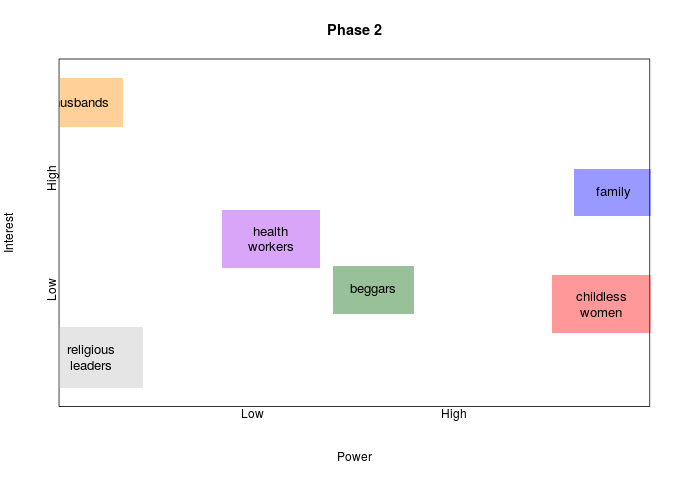 Phase 2
usbands
High
family
health
workers
Interest
beggars
Low
childless
women
religious
leaders
Low
High
Power